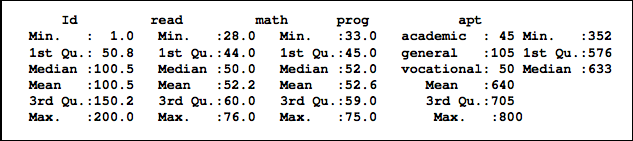 Id read math prog apt
Min. : 1.0 Min. :28.0 Min. :33.0 academic : 45 Min. :352
1st Qu.: 50.8 1st Qu.:44.0 1st Qu.:45.0 general :105 1st Qu.:576
Median :100.5 Median :50.0 Median :52.0 vocational: 50 Median :633
Mean :100.5 Mean :52.2 Mean :52.6 Mean :640
3rd Qu.:150.2 3rd Qu.:60.0 3rd Qu.:59.0 3rd Qu.:705
Max. :200.0 Max. :76.0 Max. :75.0 Max. :800